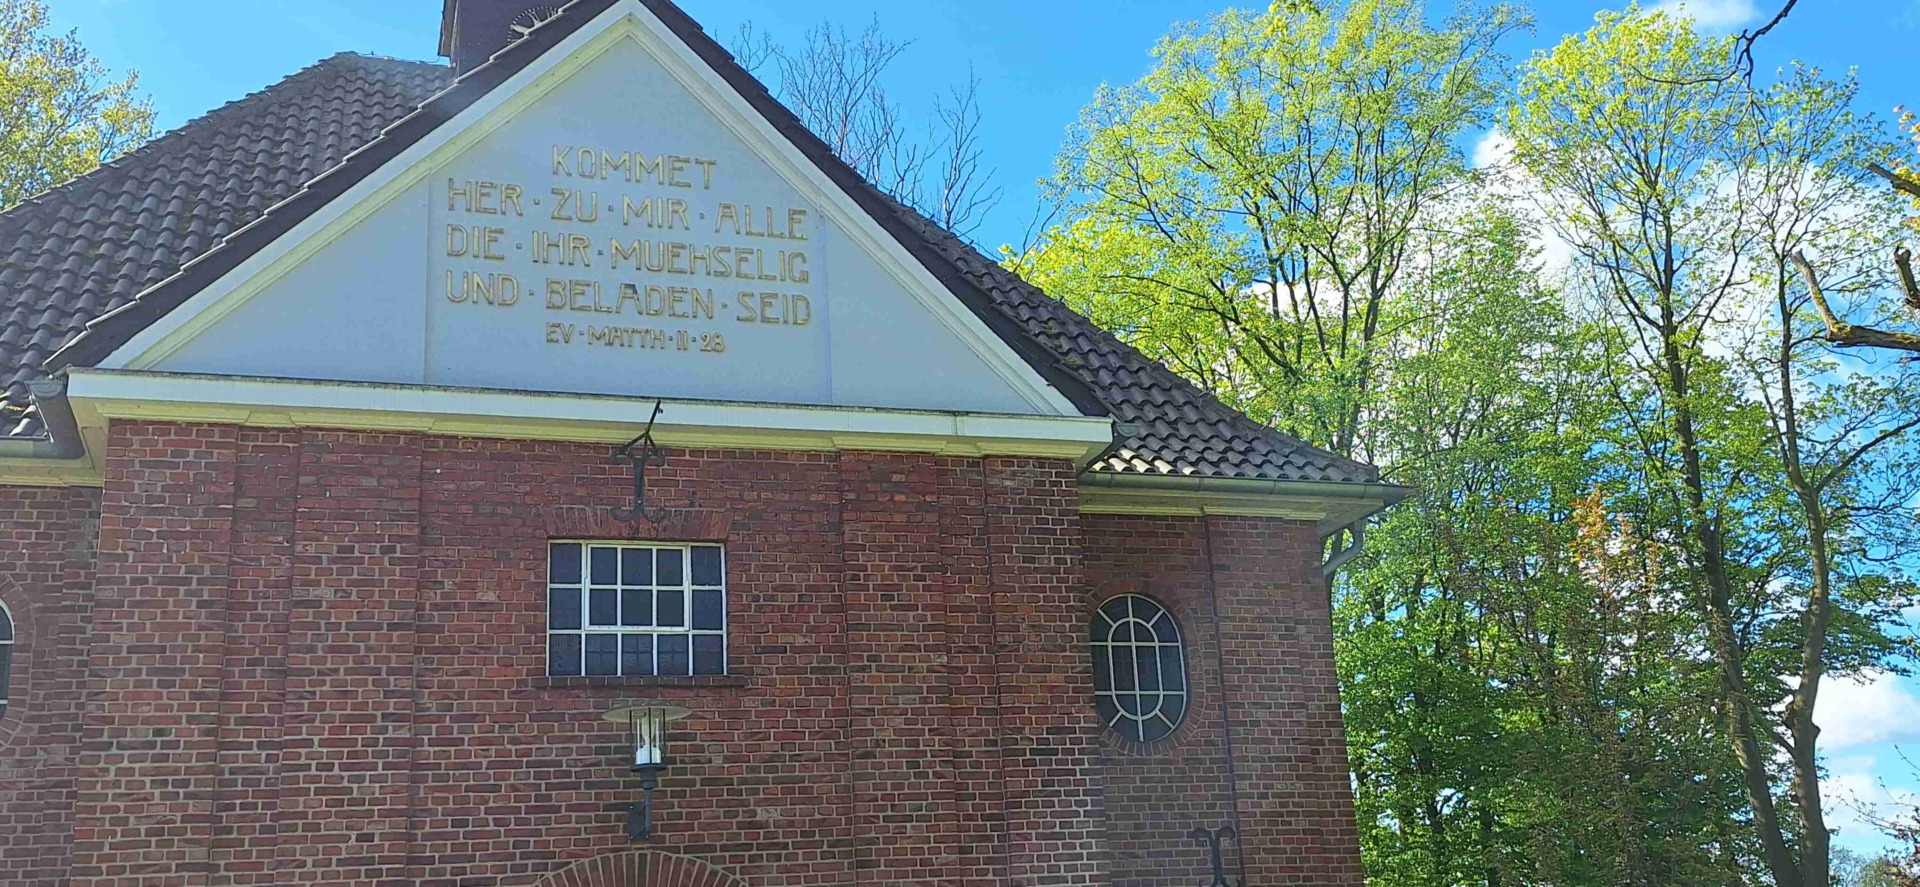 KOMMET
HER · ZU · MIR · ALLE
DIE · IHR · MUEHSELIG
UND · BELADEN · SEID
EV · MATTH · 11 · 28